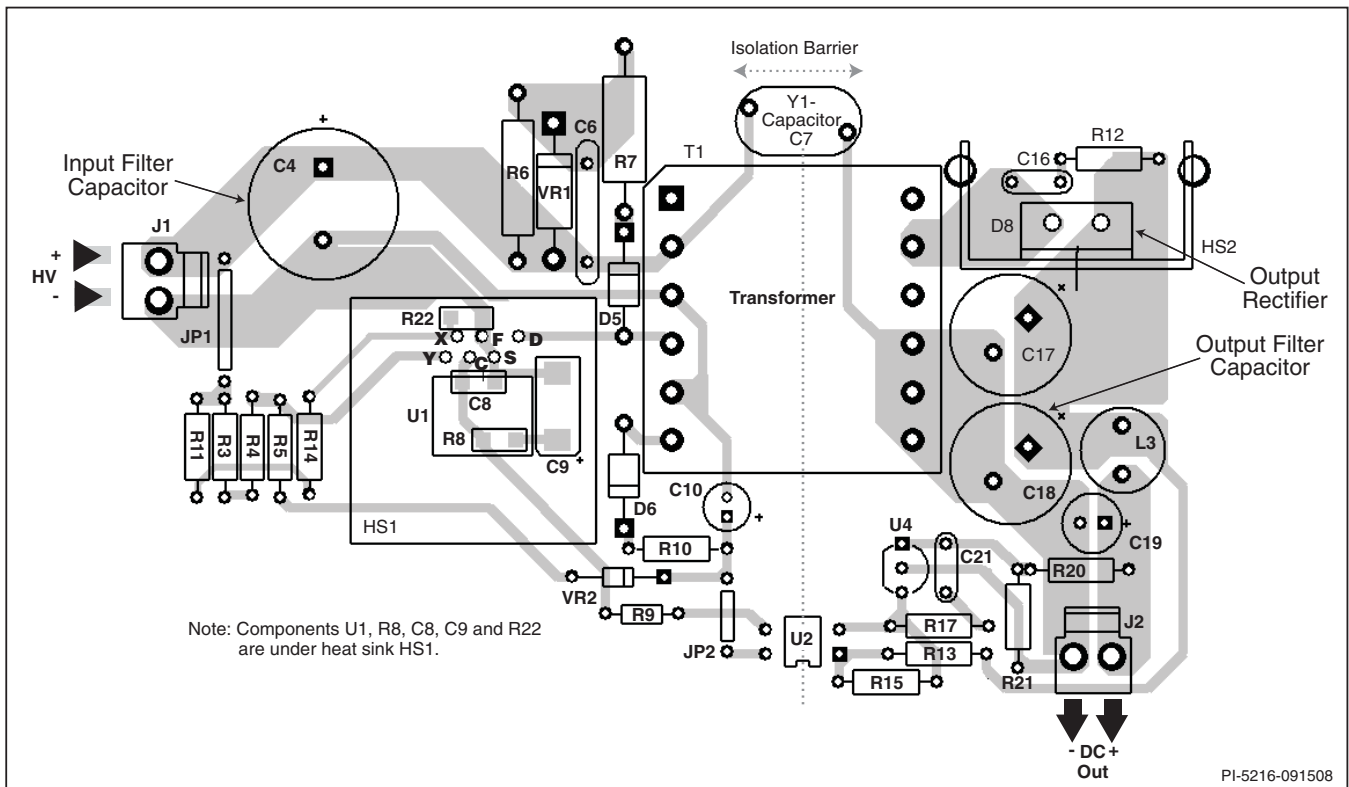 Isolation Barrier
Y1-
Capacitor
C7
C6
R7
T1
R12
C16
Input Filter
Capacitor
C4
+
R6
VR1
D8
HS2
J1
+
HV
-
Output
Rectifier
Transformer
D5
JP1
R22
X
F
D
Y
C
S
C17
Output Filter
Capacitor
C8
U1
R8
C9
+
R11
R3
R4
R5
R14
L3
C18
HS1
D6
C10
+
U4
C21
+
C19
R10
R20
VR2
R9
JP2
U2
R17
R13
R15
R21
J2
Note: Components U1, R8, C8, C9 and R22
are under heat sink HS1.
- DC +
Out
PI-5216-091508